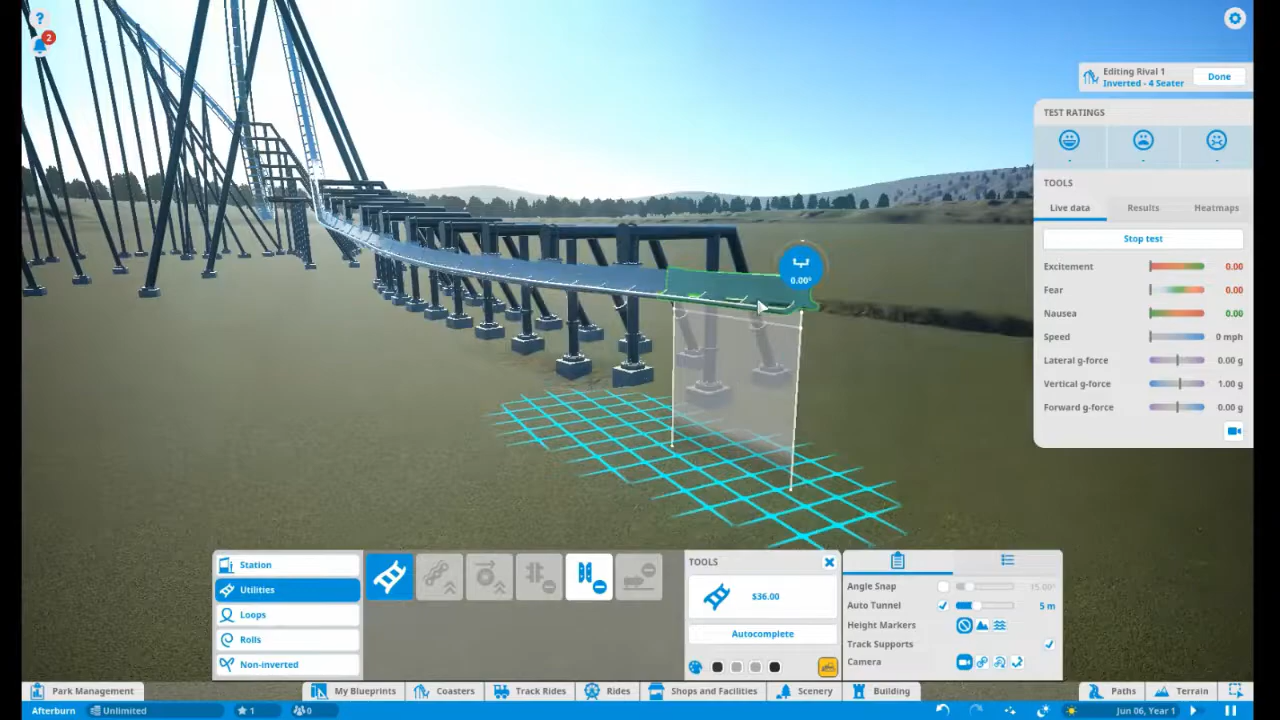 ?
2
Editing Rival 1
Inverted - 4 Seater
Done
TEST RATINGS
- - -
TOOLS
Live data Results Heatmaps
Stop test
Excitement 0.00
Fear 0.00
Nausea 0.00
Speed 0 mph
Lateral g-force 0.00 g
Vertical g-force 1.00 g
Forward g-force 0.00 g
0.00°
Station
Utilities
Loops
Rolls
Non-inverted
TOOLS
$36.00
Autocomplete
Angle Snap 15.00°
Auto Tunnel 5 m
Height Markers
Track Supports
Camera
Park Management My Blueprints Coasters Track Rides Rides Shops and Facilities Scenery Building Paths Terrain
Afterburn Unlimited 1 0 Jun 06, Year 1